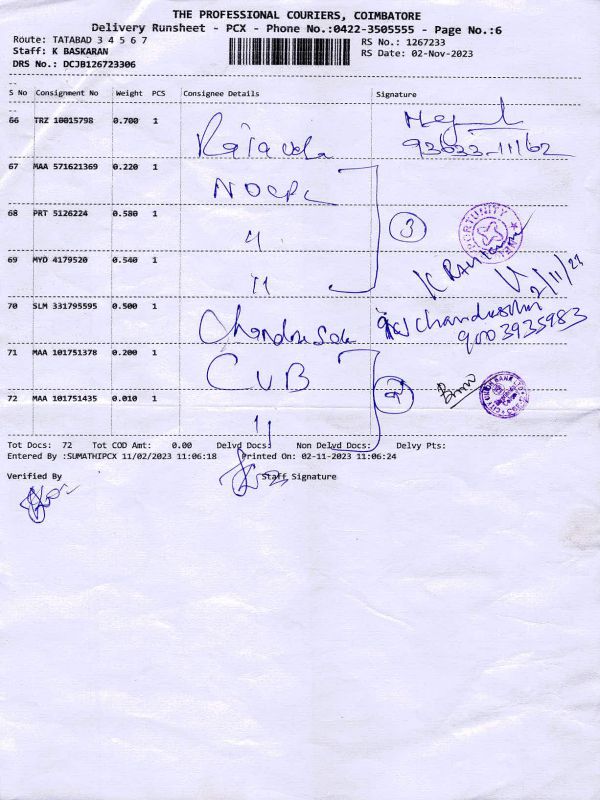 THE PROFESSIONAL COURIERS, COIMBATORE
Delivery Runsheet - PCX - Phone No.:0422-3505555 - Page No.:6
Route: TATABAD 3 4 5 6 7
RS No.: 1267233
Staff: K BASKARAN
RS Date: 02-Nov-2023
DRS No.: DCJB126723306
S No Consignment No Weight PCS Consignee Details Signature
66 TRZ 10015798 0.700 1
67 MAA 571621369 0.220 1 NOCPL
68 PRT 5126224 0.580 1 "
3
69 MYD 4179520 0.540 1 "
2/11/23
70 SLM 331795595 0.500 1
9003935983
71 MAA 101751378 0.200 1 CUB
72 MAA 101751435 0.010 1 "
Tot Docs: 72 Tot COD Amt: 0.00 Delvd Docs: Non Delvd Docs: Delvy Pts:
Entered By :SUMATHIPCX 11/02/2023 11:06:18 Printed On: 02-11-2023 11:06:24
Verified By Staff Signature